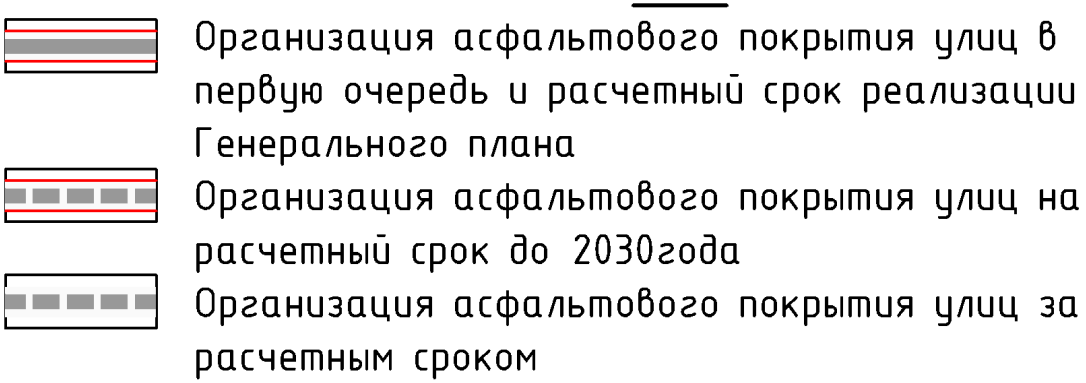 Организация асфальтового покрытия улиц в
первую очередь и расчетный срок реализации
Генерального плана
Организация асфальтового покрытия улиц на
расчетный срок до 2030года
Организация асфальтового покрытия улиц за
расчетным сроком